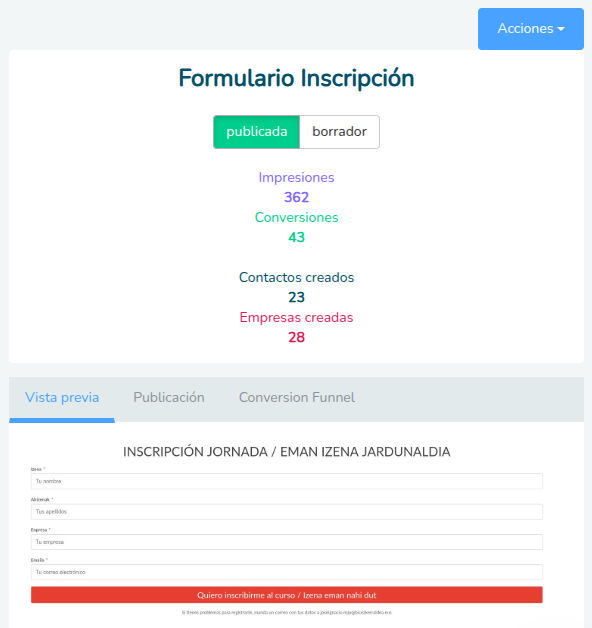 Acciones
Formulario Inscripción
publicada borrador
Impresiones
362
Conversiones
43
Contactos creados
23
Empresas creadas
28
Vista previa Publicación Conversion Funnel
INSCRIPCIÓN JORNADA / EMAN IZENA JARDUNALDIA
Izena *
Tu nombre
Abizenak *
Tus apellidos
Enpresa *
Tu empresa
Emaila *
Tu correo electrónico
Quiero inscribirme al curso / Izena eman nahi dut
Si tienes problemas para registrarte, manda un correo con tus datos a